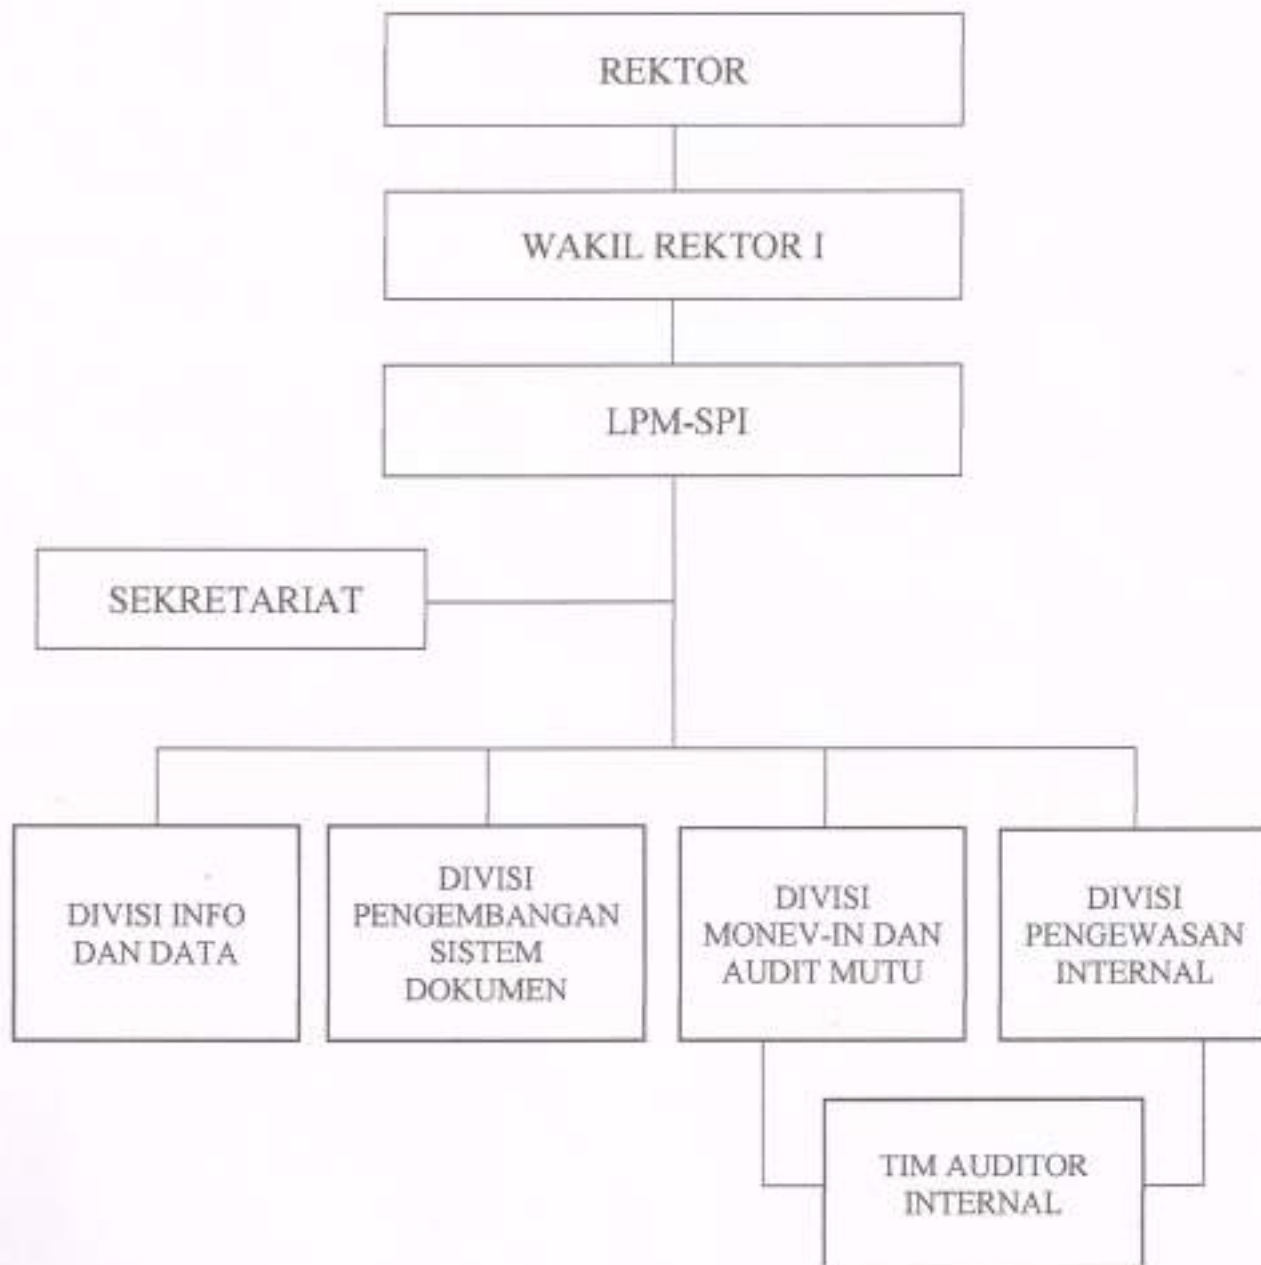 REKTOR
WAKIL REKTOR I
LPM-SPI
SEKRETARIAT
DIVISI INFO
DAN DATA
DIVISI
PENGEMBANGAN
SISTEM
DOKUMEN
DIVISI
MONEV-IN DAN
AUDIT MUTU
DIVISI
PENGEWASAN
INTERNAL
TIM AUDITOR
INTERNAL